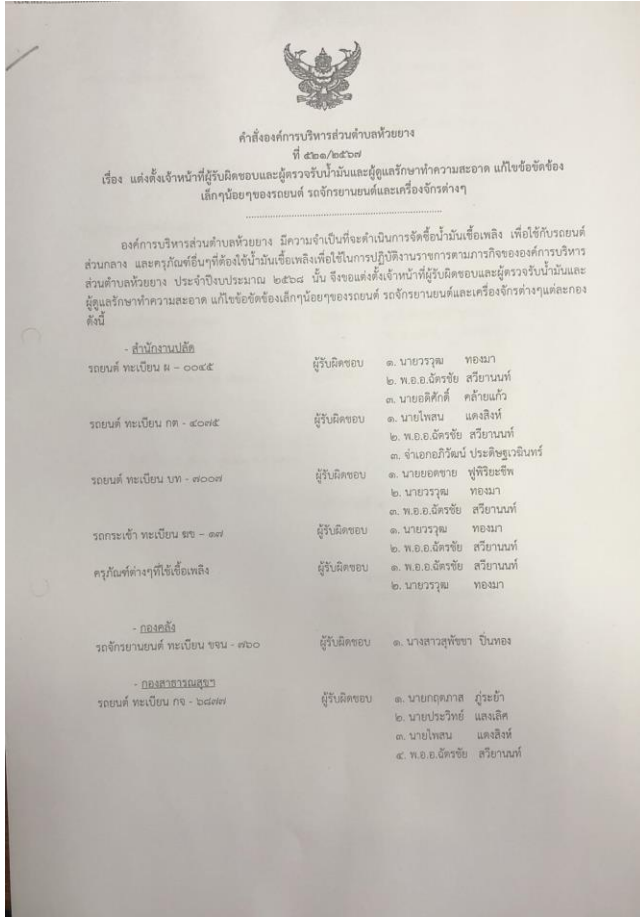 คำสั่งองค์การบริหารส่วนตำบลห้วยยาง
ที่ ๕๒๑/๒๕๖๗
เรื่อง แต่งตั้งเจ้าหน้าที่ผู้รับผิดชอบและผู้ตรวจรับน้ำมันและผู้ดูแลรักษาทำความสะอาด แก้ไขข้อขัดข้อง
เล็กๆน้อยๆของรถยนต์ รถจักรยานยนต์และเครื่องจักรต่างๆ
องค์การบริหารส่วนตำบลห้วยยาง มีความจำเป็นที่จะดำเนินการจัดซื้อน้ำมันเชื้อเพลิง เพื่อใช้กับรถยนต์
ส่วนกลาง และครุภัณฑ์อื่นๆที่ต้องใช้น้ำมันเชื้อเพลิงเพื่อใช้ในการปฏิบัติงานราชการตามภารกิจขององค์การบริหาร
ส่วนตำบลห้วยยาง ประจำปีงบประมาณ ๒๕๖๘ นั้น จึงขอแต่งตั้งเจ้าหน้าที่ผู้รับผิดชอบและผู้ตรวจรับน้ำมันและ
ผู้ดูแลรักษาทำความสะอาด แก้ไขข้อขัดข้องเล็กๆน้อยๆของรถยนต์ รถจักรยานยนต์และเครื่องจักรต่างๆแต่ละกอง
ดังนี้
- สำนักงานปลัด
รถยนต์ ทะเบียน ผ – ๐๐๔๕ ผู้รับผิดชอบ ๑. นายวรวุฒ ทองมา
๒. พ.อ.อ.ฉัตรชัย สวียานนท์
๓. นายอดิศักดิ์ คล้ายแก้ว
รถยนต์ ทะเบียน กต - ๔๐๗๕ ผู้รับผิดชอบ ๑. นายไพสน แดงสิงห์
๒. พ.อ.อ.ฉัตรชัย สวียานนท์
๓. จ่าเอกอภิวัฒน์ ประดิษฐเวฉินทร์
รถยนต์ ทะเบียน บท - ๗๐๐๗ ผู้รับผิดชอบ ๑. นายยอดชาย ฟูพิริยะชีพ
๒. นายวรวุฒ ทองมา
๓. พ.อ.อ.ฉัตรชัย สวียานนท์
รถกระเช้า ทะเบียน ฆข – ๑๗ ผู้รับผิดชอบ ๑. นายวรวุฒ ทองมา
๒. พ.อ.อ.ฉัตรชัย สวียานนท์
ครุภัณฑ์ต่างๆที่ใช้เชื้อเพลิง ผู้รับผิดชอบ ๑. พ.อ.อ.ฉัตรชัย สวียานนท์
๒. นายวรวุฒ ทองมา
- กองคลัง
รถจักรยานยนต์ ทะเบียน ขจน - ๗๖๐ ผู้รับผิดชอบ ๑. นางสาวสุพัชชา ปิ่นทอง
- กองสาธารณสุขฯ
รถยนต์ ทะเบียน กจ - ๖๘๗๗ ผู้รับผิดชอบ ๑. นายกฤตภาส ภู่ระย้า
๒. นายประวิทย์ แสงเลิศ
๓. นายไพสน แดงสิงห์
๔. พ.อ.อ.ฉัตรชัย สวียานนท์